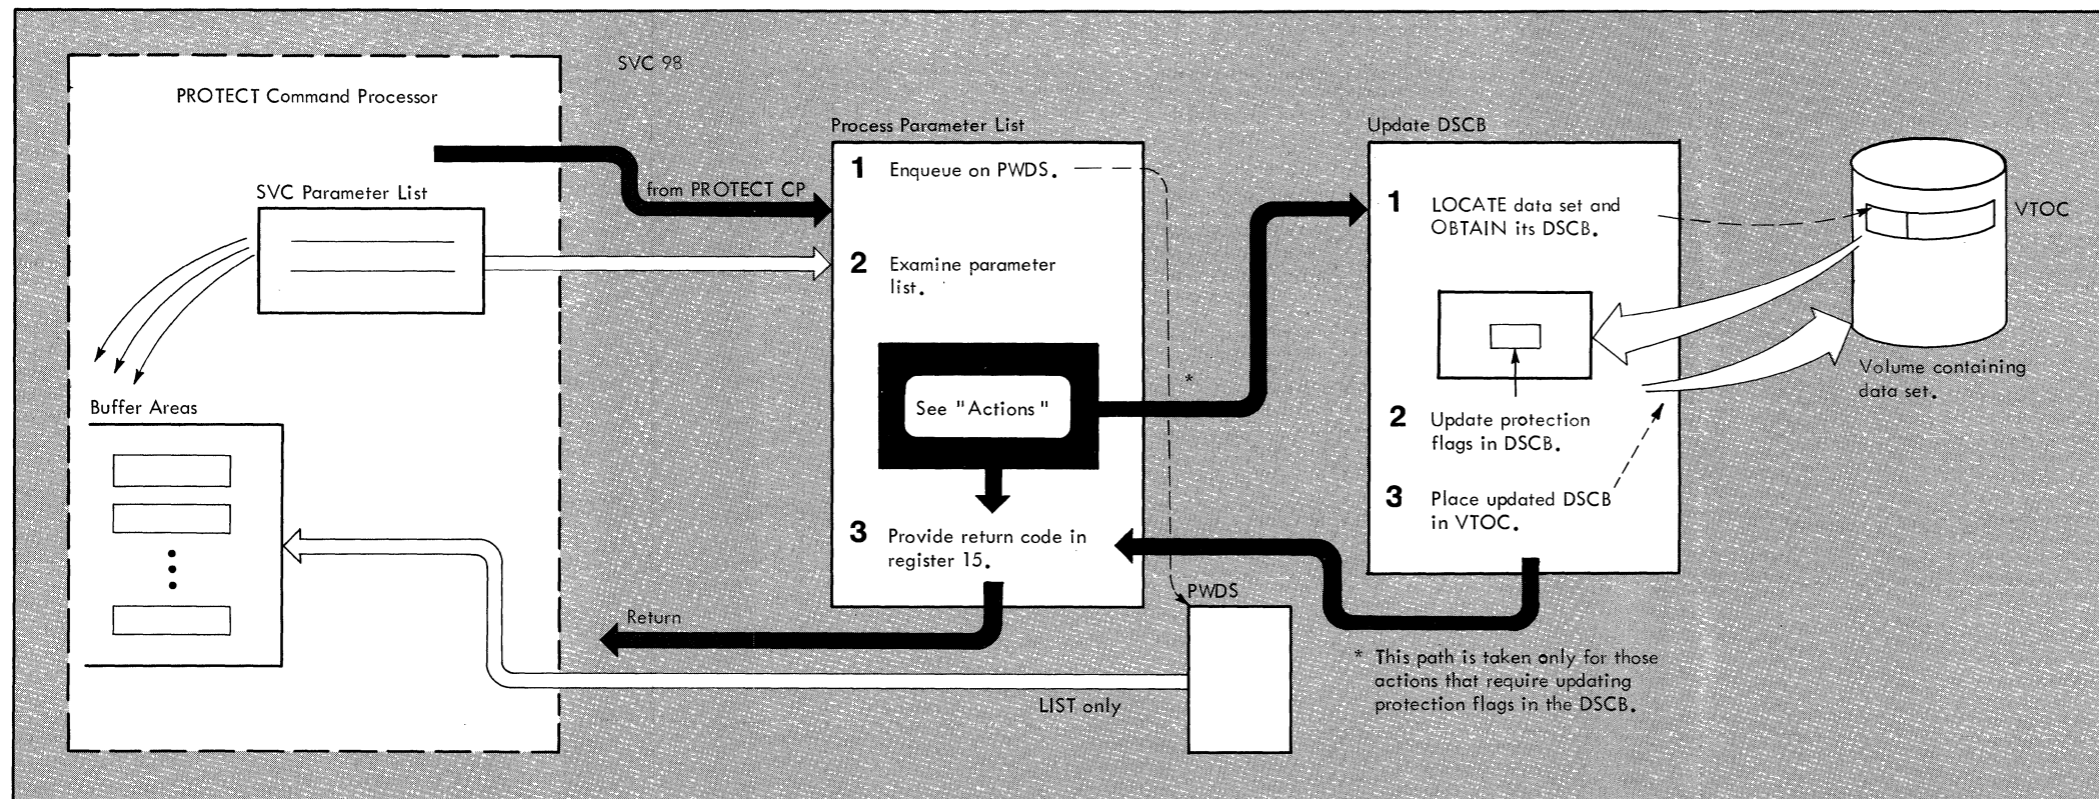 SVC 98
PROTECT Command Processor
SVC Parameter List
Buffer Areas
from PROTECT CP
Process Parameter List
1 Enqueue on PWDS.
2 Examine parameter
list.
See "Actions"
3 Provide return code in
register 15.
Return
LIST only
PWDS
*
Update DSCB
1 LOCATE data set and
OBTAIN its DSCB.
2 Update protection
flags in DSCB.
3 Place updated DSCB
in VTOC.
VTOC
Volume containing
data set.
* This path is taken only for those
actions that require updating
protection flags in the DSCB.